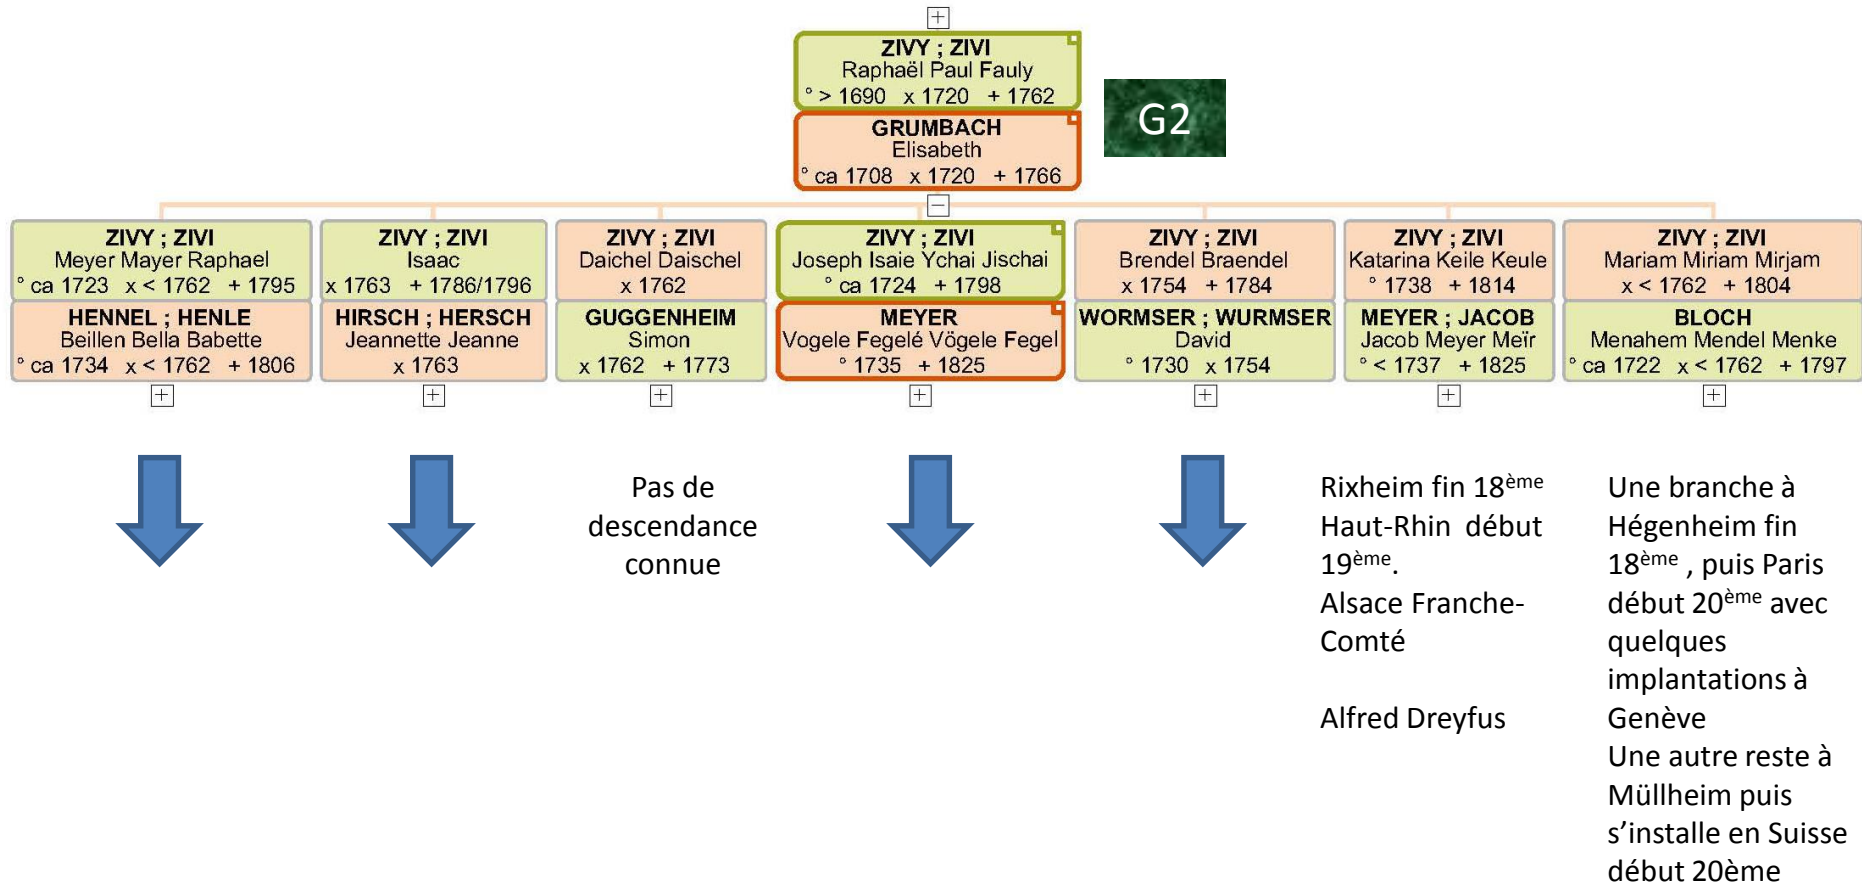 ZIVY ; ZIVI
Raphaël Paul Fauly
° > 1690 x 1720 + 1762
GRUMBACH
Elisabeth
° ca 1708 x 1720 + 1766
G2
ZIVY ; ZIVI
Meyer Mayer Raphael
° ca 1723 x < 1762 + 1795
HENNEL ; HENLE
Beillen Bella Babette
° ca 1734 x < 1762 + 1806
ZIVY ; ZIVI
Isaac
x 1763 + 1786/1796
HIRSCH ; HERSCH
Jeannette Jeanne
x 1763
ZIVY ; ZIVI
Daichel Daischel
x 1762
GUGGENHEIM
Simon
x 1762 + 1773
ZIVY ; ZIVI
Joseph Isaie Ychai Jischai
° ca 1724 + 1798
MEYER
Vogele Fegelé Vögele Fegel
° 1735 + 1825
ZIVY ; ZIVI
Brendel Braendel
x 1754 + 1784
WORMSER ; WURMSER
David
° 1730 x 1754
ZIVY ; ZIVI
Katarina Keile Keule
° 1738 + 1814
MEYER ; JACOB
Jacob Meyer Meïr
° < 1737 + 1825
ZIVY ; ZIVI
Mariam Miriam Mirjam
x < 1762 + 1804
BLOCH
Menahem Mendel Menke
° ca 1722 x < 1762 + 1797
Pas de
descendance
connue
Rixheim fin 18ème
Haut-Rhin début
19ème.
Alsace Franche-
Comté
Alfred Dreyfus
Une branche à
Hégenheim fin
18ème , puis Paris
début 20ème avec
quelques
implantations à
Genève
Une autre reste à
Müllheim puis
s’installe en Suisse
début 20ème